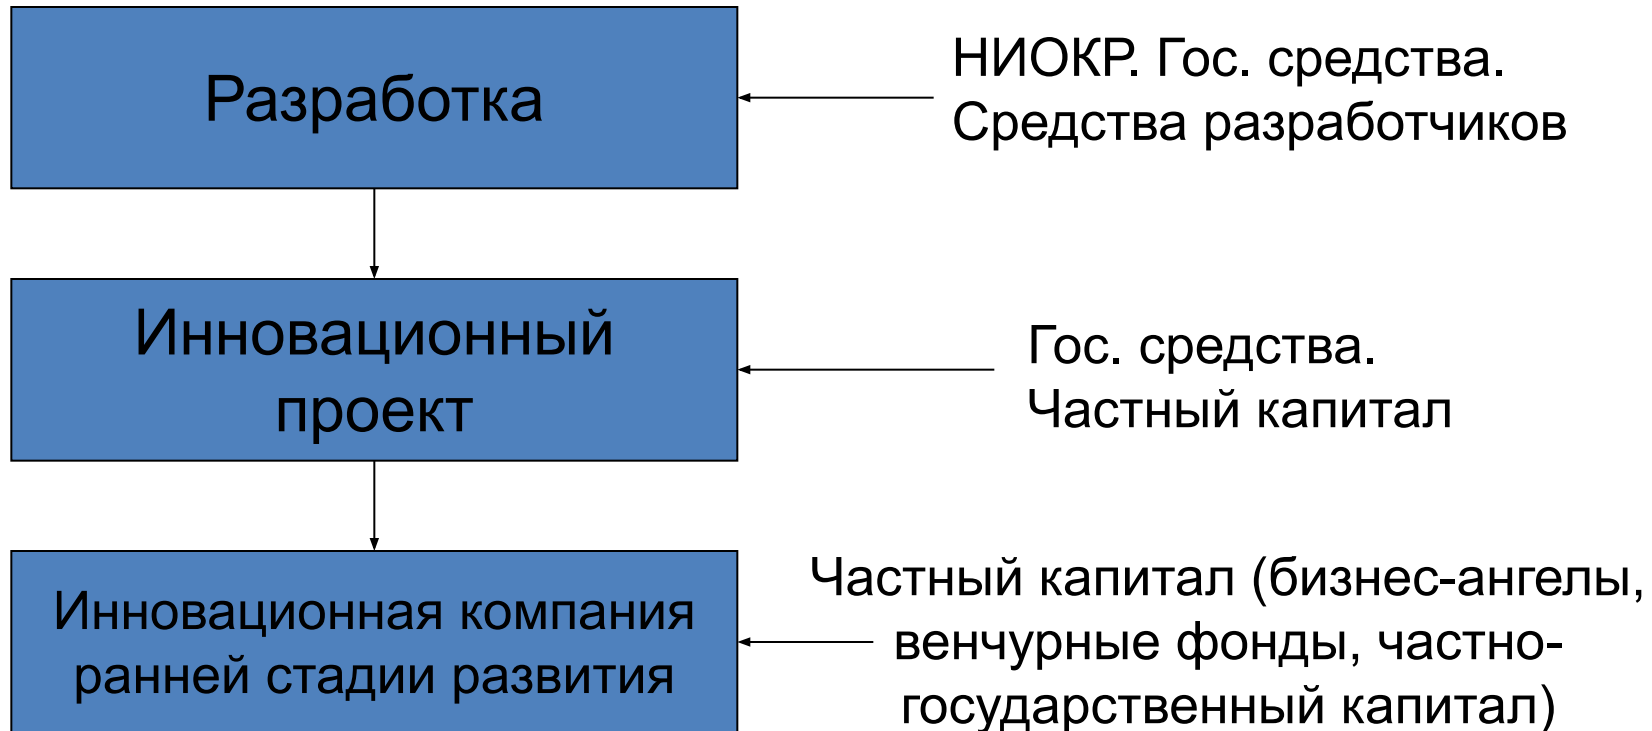 Разработка
НИОКР. Гос. средства.
Средства разработчиков
Инновационный
проект
Гос. средства.
Частный капитал
Инновационная компания
ранней стадии развития
Частный капитал (бизнес-ангелы,
венчурные фонды, частно-
государственный капитал)